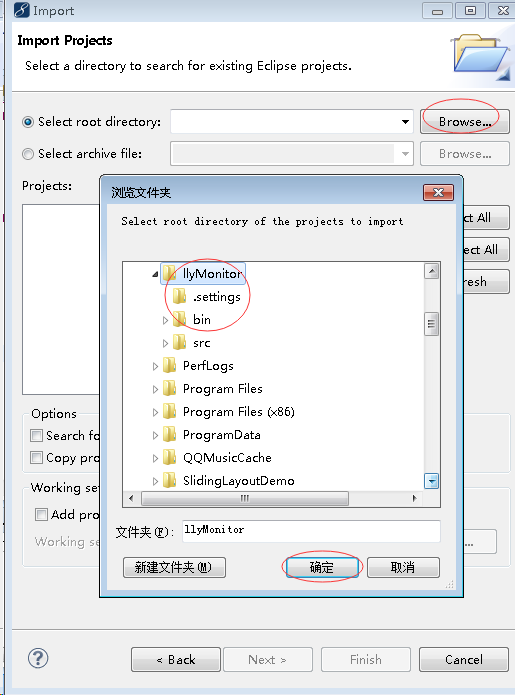 Import
Import Projects
Select a directory to search for existing Eclipse projects.
Select root directory:
Browse...
Select archive file:
Browse...
Projects:
浏览文件夹
Select root directory of the projects to import
llyMonitor
.settings
bin
src
PerfLogs
Program Files
Program Files (x86)
ProgramData
QQMusicCache
SlidingLayoutDemo
文件夹(F):
llyMonitor
新建文件夹(M)
确定
取消
ct All
ect All
resh
Options
Search fo
Copy pro
Working set
Add pro
Working se
...
?
< Back
Next >
Finish
Cancel